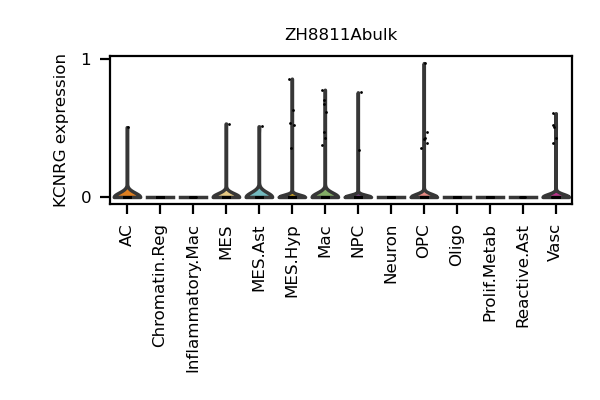 ZH8811Abulk
KCNRG expression
1
0
AC
Chromatin.Reg
Inflammatory.Mac
MES
MES.Ast
MES.Hyp
Mac
NPC
Neuron
OPC
Oligo
Prolif.Metab
Reactive.Ast
Vasc